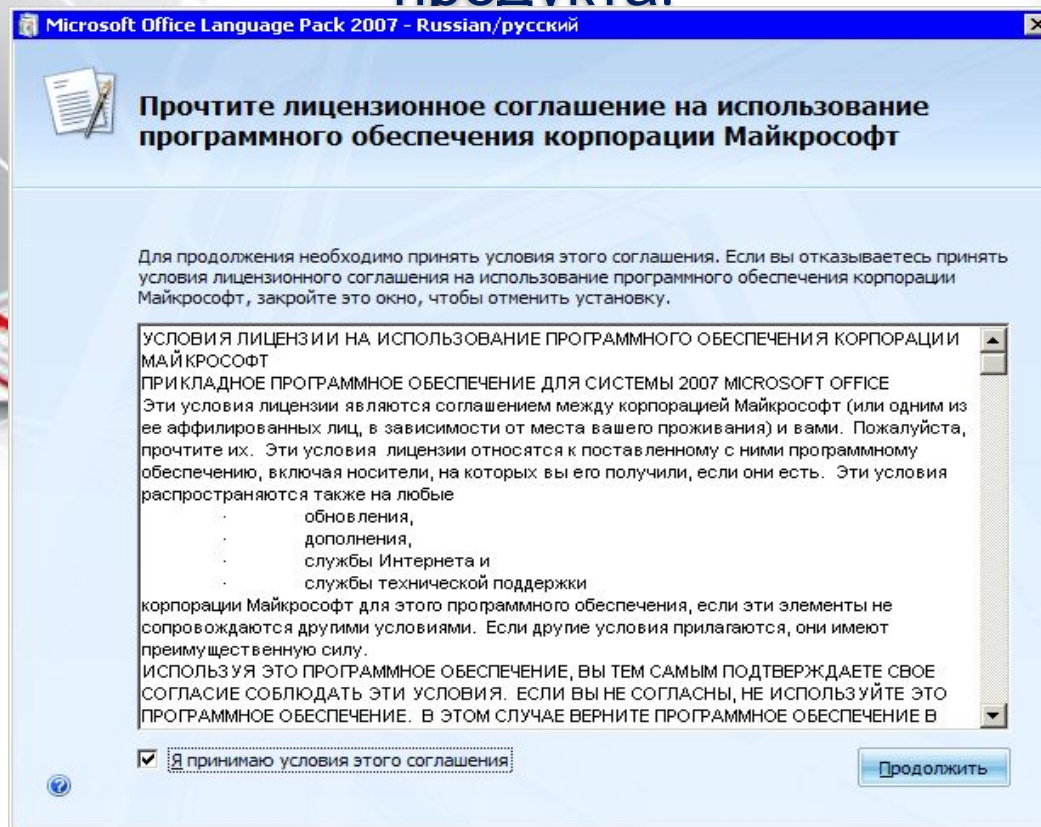 продукта.
Microsoft Office Language Pack 2007 - Russian/русский
Прочтите лицензионное соглашение на использование
программного обеспечения корпорации Майкрософт
Для продолжения необходимо принять условия этого соглашения. Если вы отказываетесь принять
условия лицензионного соглашения на использование программного обеспечения корпорации
Майкрософт, закройте это окно, чтобы отменить установку.
УСЛОВИЯ ЛИЦЕНЗИИ НА ИСПОЛЬЗОВАНИЕ ПРОГРАММНОГО ОБЕСПЕЧЕНИЯ КОРПОРАЦИИ
МАЙКРОСОФТ
ПРИКЛАДНОЕ ПРОГРАММНОЕ ОБЕСПЕЧЕНИЕ ДЛЯ СИСТЕМЫ 2007 MICROSOFT OFFICE
Эти условия лицензии являются соглашением между корпорацией Майкрософт (или одним из
ее аффилированных лиц, в зависимости от места вашего проживания) и вами. Пожалуйста,
прочтите их. Эти условия лицензии относятся к поставленному с ними программному
обеспечению, включая носители, на которых вы его получили, если они есть. Эти условия
распространяются также на любые
· обновления,
· дополнения,
· службы Интернета и
· службы технической поддержки
корпорации Майкрософт для этого программного обеспечения, если эти элементы не
сопровождаются другими условиями. Если другие условия прилагаются, они имеют
преимущественную силу.
ИСПОЛЬЗУЯ ЭТО ПРОГРАММНОЕ ОБЕСПЕЧЕНИЕ, ВЫ ТЕМ САМЫМ ПОДТВЕРЖДАЕТЕ СВОЕ
СОГЛАСИЕ СОБЛЮДАТЬ ЭТИ УСЛОВИЯ. ЕСЛИ ВЫ НЕ СОГЛАСНЫ, НЕ ИСПОЛЬЗУЙТЕ ЭТО
ПРОГРАММНОЕ ОБЕСПЕЧЕНИЕ. В ЭТОМ СЛУЧАЕ ВЕРНИТЕ ПРОГРАММНОЕ ОБЕСПЕЧЕНИЕ В
Я принимаю условия этого соглашения
Продолжить